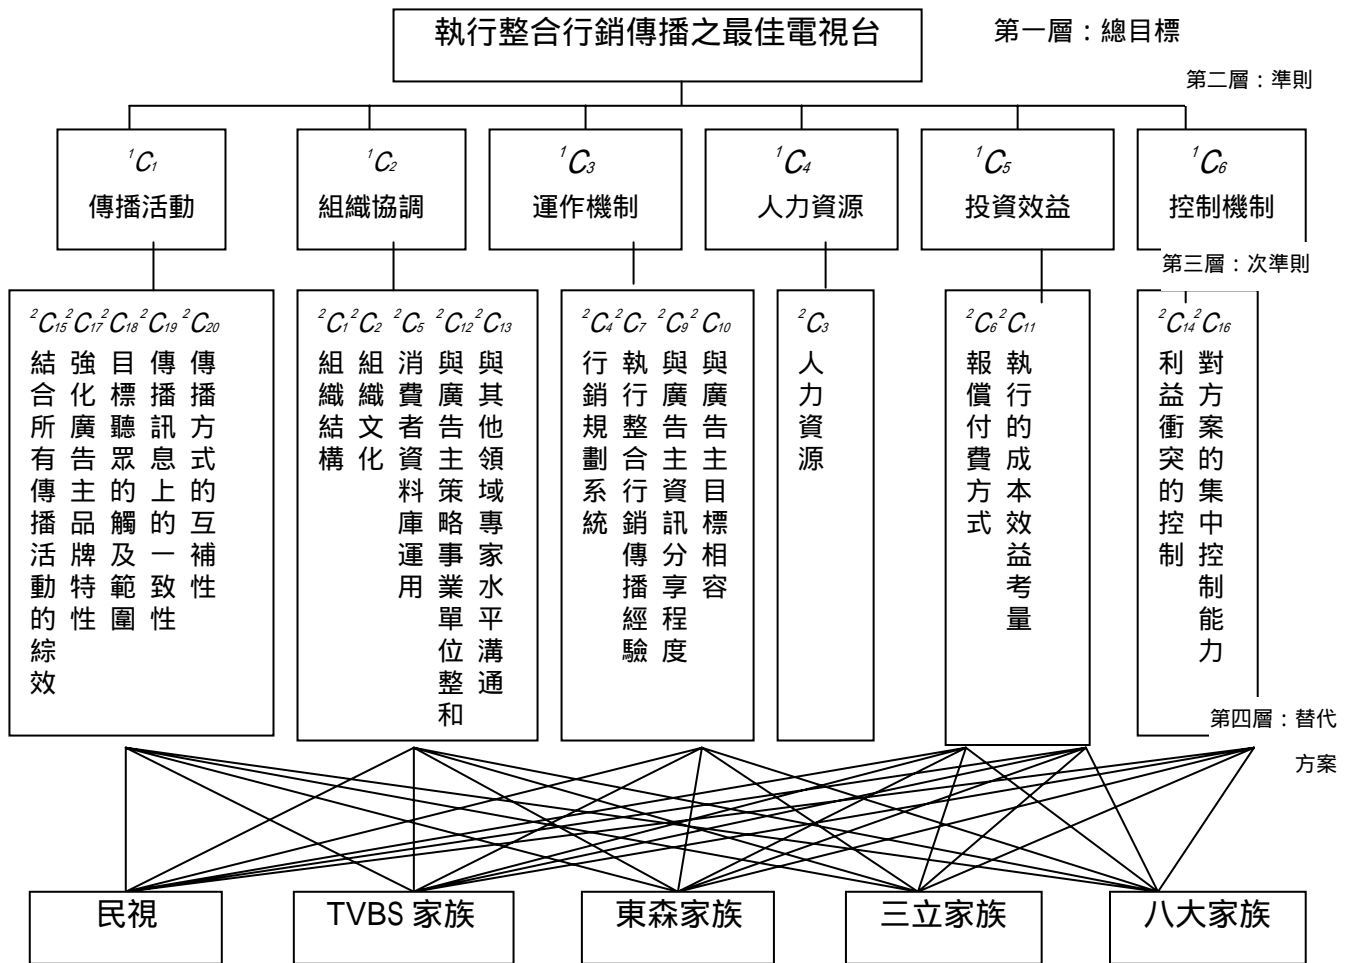 執行整合行銷傳播之最佳電視台
第一層：總目標
第二層：準則
¹C₁
傳播活動
¹C₂
組織協調
¹C₃
運作機制
¹C₄
人力資源
¹C₅
投資效益
¹C₆
控制機制
第三層：次準則
²C₁₅ ²C₁₇ ²C₁₈ ²C₁₉ ²C₂₀
結合所有傳播活動的綜效
強化廣告主品牌特性
目標聽眾的觸及範圍
傳播訊息上的一致性
傳播方式的互補性
²C₁ ²C₂ ²C₅ ²C₁₂ ²C₁₃
組織結構
組織文化
消費者資料庫運用
與廣告主策略事業單位整和
與其他領域專家水平溝通
²C₄ ²C₇ ²C₉ ²C₁₀
行銷規劃系統
執行整合行銷傳播經驗
與廣告主資訊分享程度
與廣告主目標相容
²C₃
人力資源
²C₆ ²C₁₁
報償付費方式
執行的成本效益考量
²C₁₄ ²C₁₆
利益衝突的控制
對方案的集中控制能力
第四層：替代
方案
民視
TVBS 家族
東森家族
三立家族
八大家族